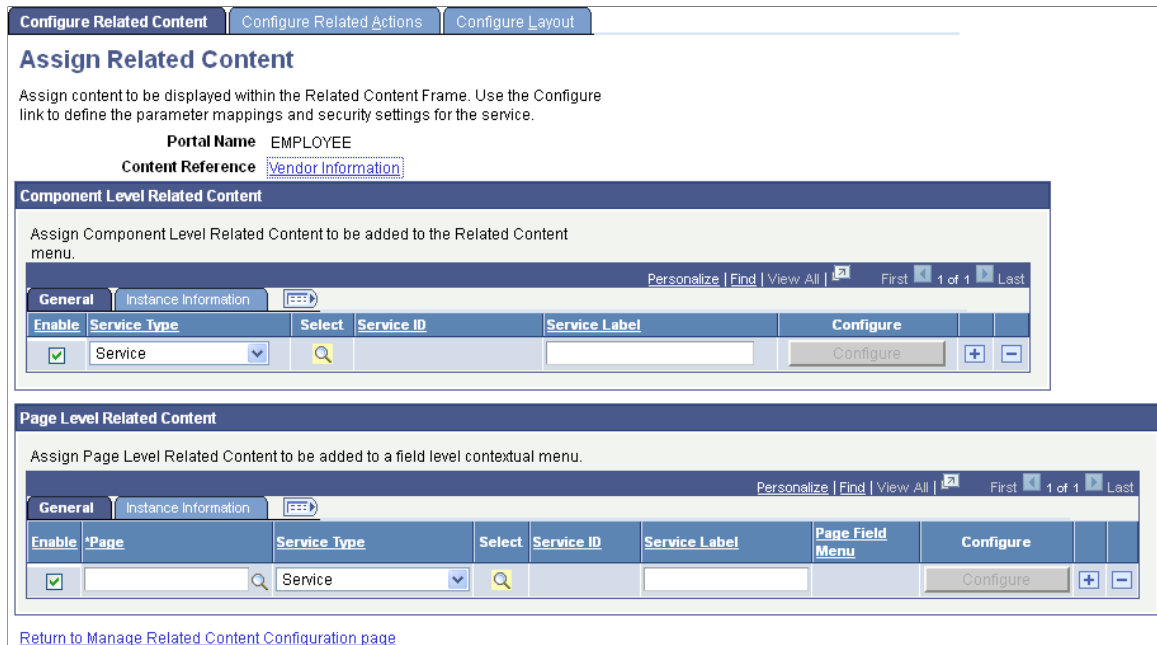 Configure Related Content Configure Related Actions Configure Layout
Assign Related Content
Assign content to be displayed within the Related Content Frame. Use the Configure
link to define the parameter mappings and security settings for the service.
Portal Name EMPLOYEE
Content Reference Vendor Information
Component Level Related Content
Assign Component Level Related Content to be added to the Related Content
menu.
Personalize | Find | View All | First 1 of 1 Last
General Instance Information
Enable Service Type Select Service ID Service Label Configure
Service Configure
Page Level Related Content
Assign Page Level Related Content to be added to a field level contextual menu.
Personalize | Find | View All | First 1 of 1 Last
General Instance Information
Enable *Page Service Type Select Service ID Service Label Page Field Menu Configure
Service Configure
Return to Manage Related Content Configuration page